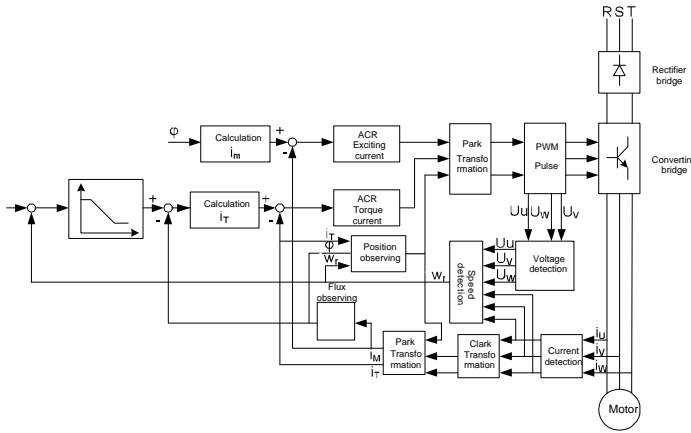 R S T
Rectifier
bridge
φ
Calculation
im
+
-
ACR
Exciting
current
Park
Transfo
rmation
PWM
Pulse
Convertin
bridge
+
-
Calculation
iT
+
-
ACR
Torque
current
Uu Uw Uv
iT
φ
wr
Position
observing
wr
Speed
detection
Uu
Uv
Uw
Voltage
detection
Flux
observing
iM
iT
Park
Transfo
rmation
Clark
Transfo
rmation
Current
detection
iu
iv
iw
Motor